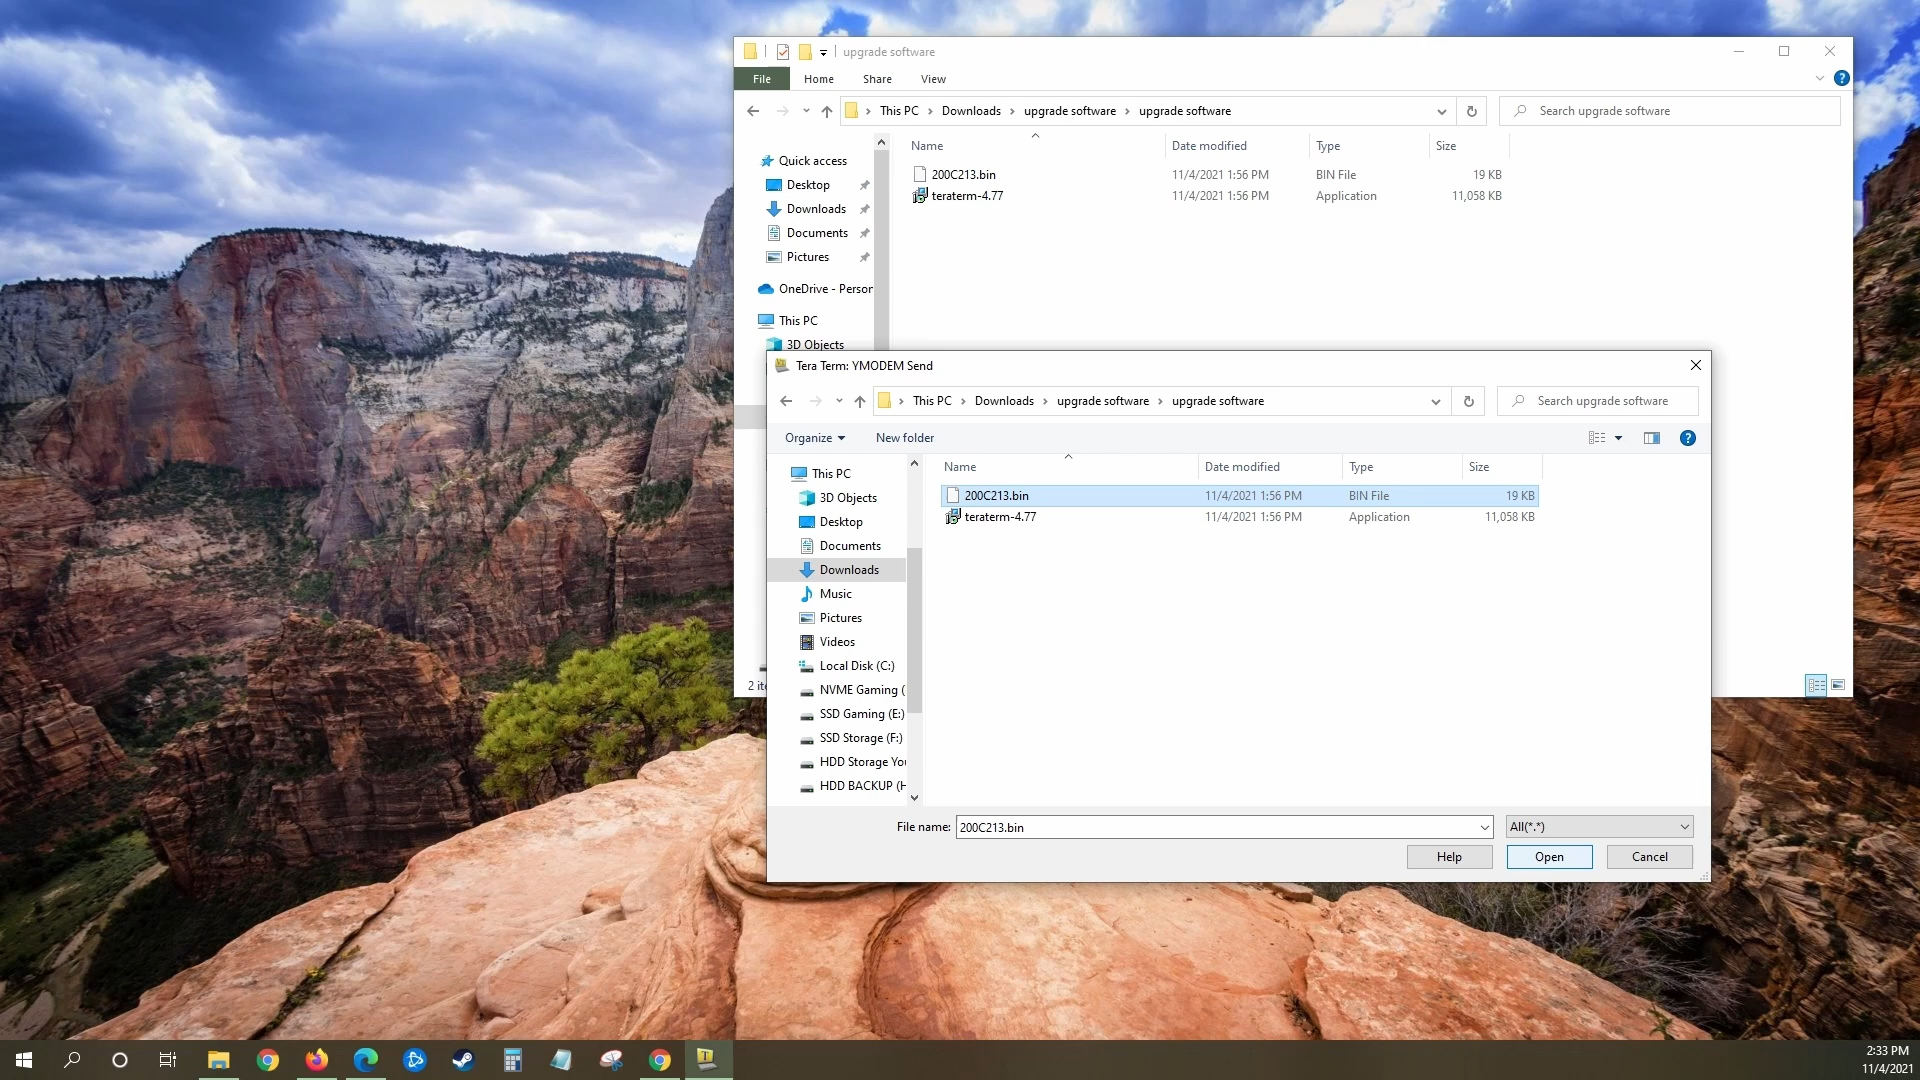 upgrade software
File Home Share View
This PC Downloads upgrade software upgrade software
Search upgrade software
Name Date modified Type Size
200C213.bin 11/4/2021 1:56 PM BIN File 19 KB
teraterm-4.77 11/4/2021 1:56 PM Application 11,058 KB
Quick access
Desktop
Downloads
Documents
Pictures
OneDrive - Person
This PC
3D Objects
Tera Term: YMODEM Send
This PC Downloads upgrade software upgrade software
Search upgrade software
Organize New folder
Name Date modified Type Size
200C213.bin 11/4/2021 1:56 PM BIN File 19 KB
teraterm-4.77 11/4/2021 1:56 PM Application 11,058 KB
This PC
3D Objects
Desktop
Documents
Downloads
Music
Pictures
Videos
Local Disk (C:)
NVME Gaming (
SSD Gaming (E:)
SSD Storage (F:)
HDD Storage You
HDD BACKUP (H
2 ite
File name: 200C213.bin All(*.*)
Help Open Cancel
2:33 PM
11/4/2021